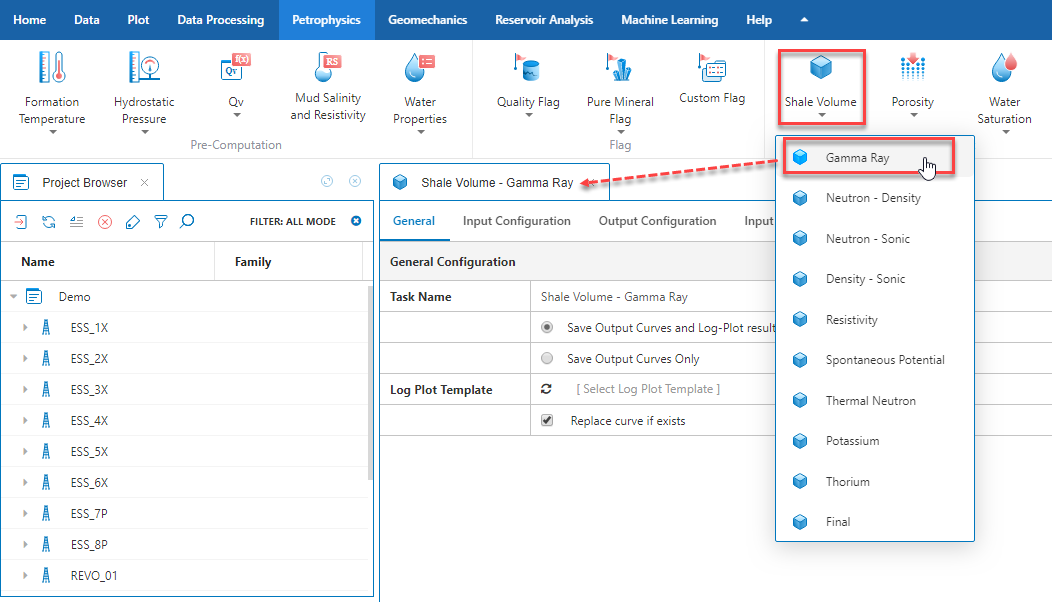 Home Data Data Processing Plot Petrophysics Geomechanics Reservoir Analysis Machine Learning Help
Formation
Temperature
Hydrostatic
Pressure
f(x)
Qv
Qv
RS
Mud Salinity
and Resistivity
Water
Properties
Pre-Computation
Quality Flag
Pure Mineral
Flag
Custom Flag
Flag
Shale Volume
Porosity
Water
Saturation
Project Browser
FILTER: ALL MODE
Name Family
Demo
ESS_1X
ESS_2X
ESS_3X
ESS_4X
ESS_5X
ESS_6X
ESS_7P
ESS_8P
REVO_01
Shale Volume - Gamma Ray
General Input Configuration Output Configuration Input
General Configuration
Task Name Shale Volume - Gamma Ray
Save Output Curves and Log-Plot result
Save Output Curves Only
Log Plot Template [ Select Log Plot Template ]
Replace curve if exists
Gamma Ray
Neutron - Density
Neutron - Sonic
Density - Sonic
Resistivity
Spontaneous Potential
Thermal Neutron
Potassium
Thorium
Final